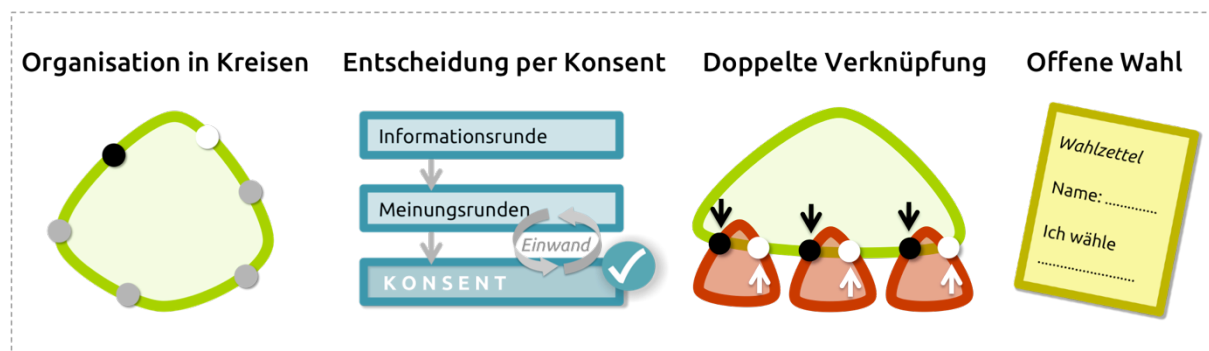 Organisation in Kreisen
Entscheidung per Konsent
Informationsrunde
Meinungsrunden
Einwand
KONSENT
Doppelte Verknüpfung
Offene Wahl
Wahlzettel
Name: .............
Ich wähle
.........................